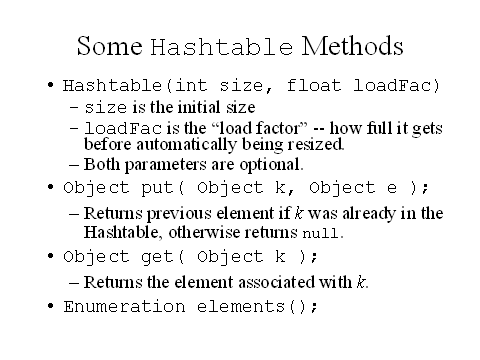 Some Hashtable Methods
• Hashtable(int size, float loadFac)
– size is the initial size
– loadFac is the “load factor” -- how full it gets
before automatically being resized.
– Both parameters are optional.
• Object put( Object k, Object e );
– Returns previous element if k was already in the
Hashtable, otherwise returns null.
• Object get( Object k );
– Returns the element associated with k.
• Enumeration elements();